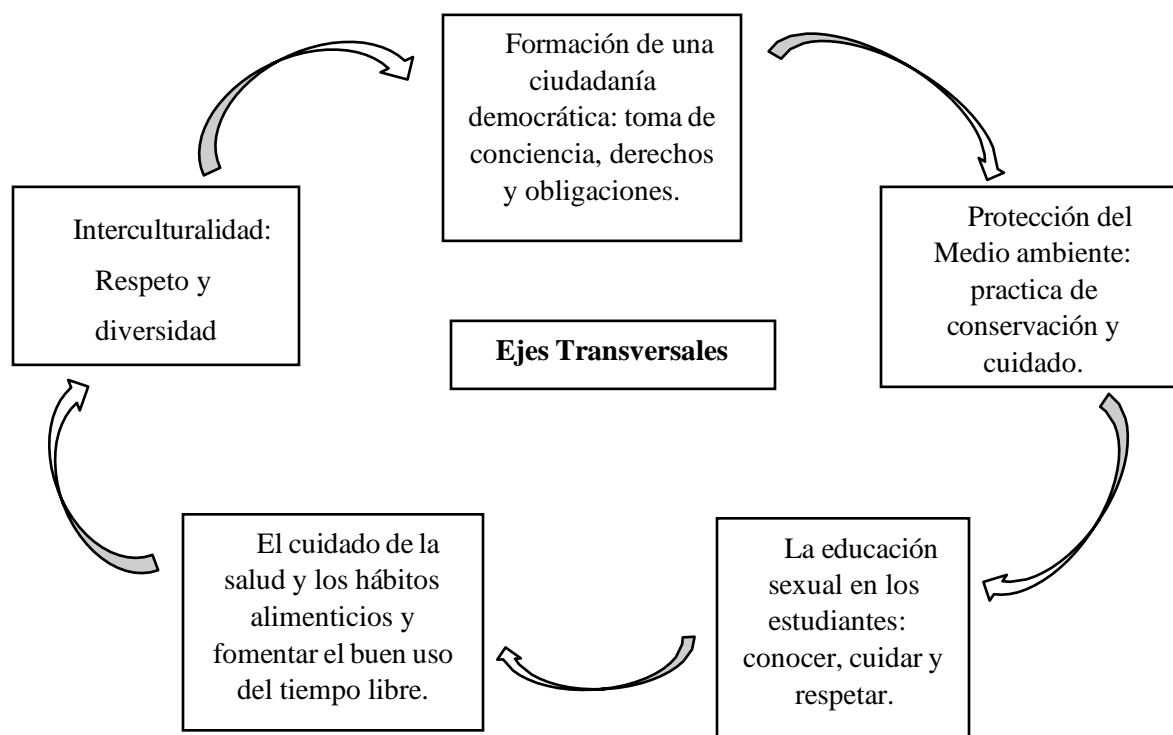 Formación de una
ciudadanía
democrática: toma de
conciencia, derechos
y obligaciones.
Protección del
Medio ambiente:
practica de
conservación y
cuidado.
La educación
sexual en los
estudiantes:
conocer, cuidar y
respetar.
El cuidado de la
salud y los hábitos
alimenticios y
fomentar el buen uso
del tiempo libre.
Interculturalidad:
Respeto y
diversidad
Ejes Transversales